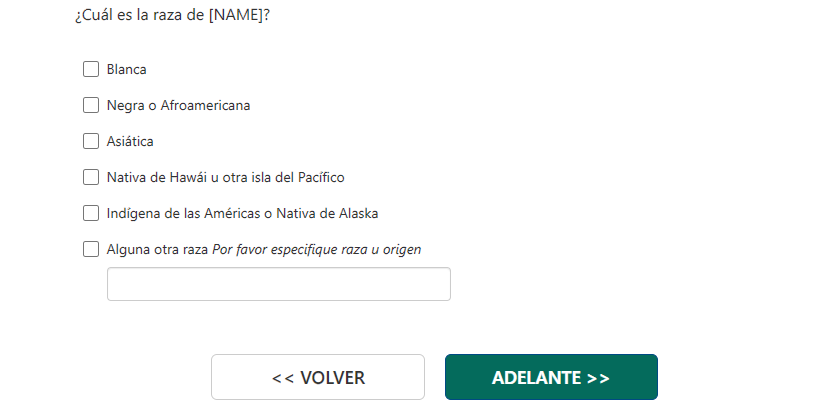 ¿Cuál es la raza de [NAME]?
Blanca
Negra o Afroamericana
Asiática
Nativa de Hawái u otra isla del Pacífico
Indígena de las Américas o Nativa de Alaska
Alguna otra raza Por favor especifique raza u origen
<< VOLVER
ADELANTE >>